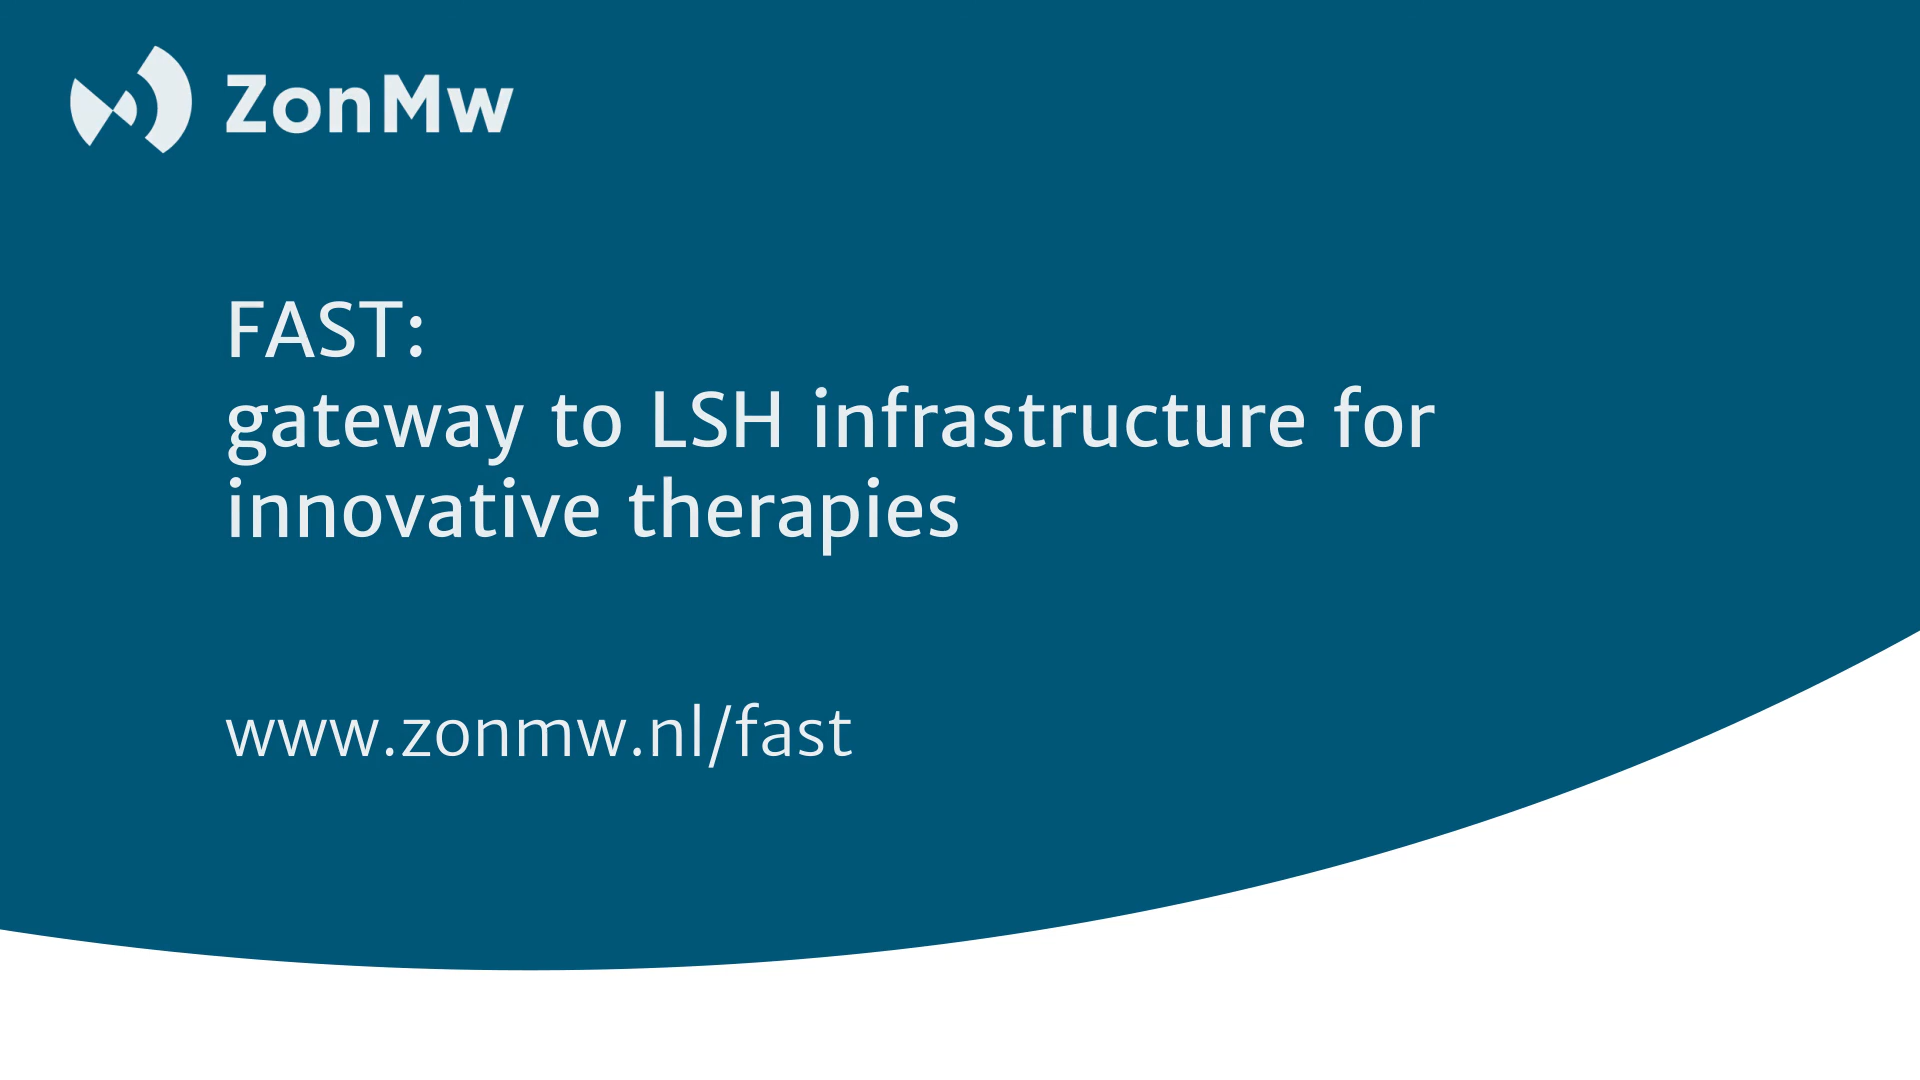 ZonMw
FAST:
gateway to LSH infrastructure for
innovative therapies
www.zonmw.nl/fast